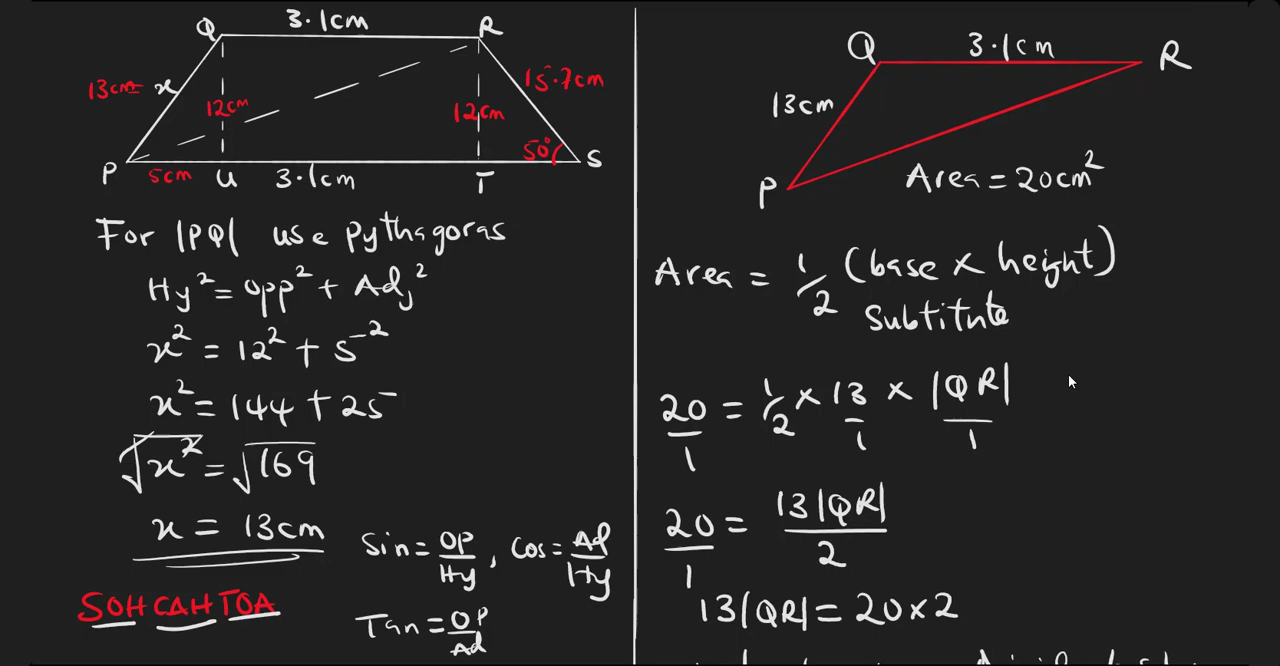 Q 3.1cm R
13cm x 12cm 12cm 15.7cm
50° S
P 5cm U 3.1cm T
For |PQ| use pythagoras
Hy² = Opp² + Adj²
x² = 12² + 5²
x² = 144 + 25
√x² = √169
x = 13cm
Sin = OP/Hy, Cos = Ad/Hy
SOH CAH TOA
Tan = OP/Ad
Q 3.1cm R
13cm
P Area = 20cm²
Area = 1/2 (base × height)
Subtitute
20/1 = 1/2 × 13/1 × |QR|/1
20/1 = 13|QR|/2
13|QR| = 20×2